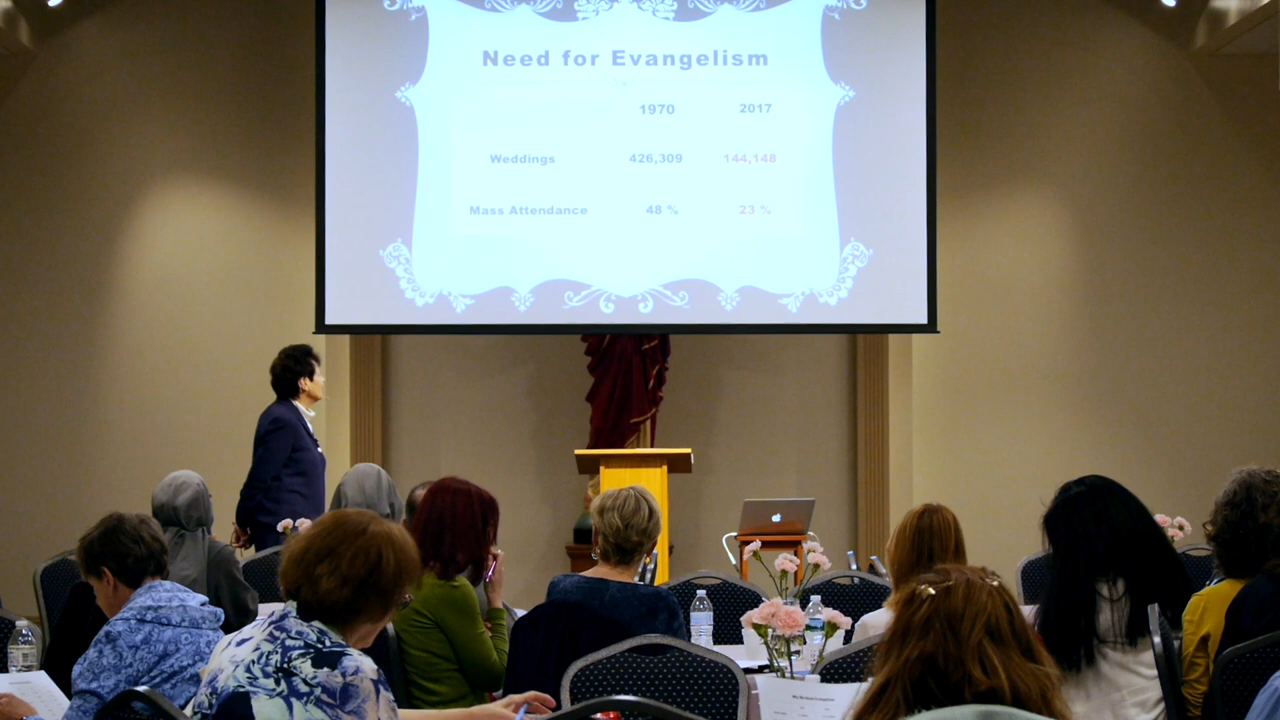 Need for Evangelism
1970 2017
Weddings 426,309 144,148
Mass Attendance 48 % 23 %